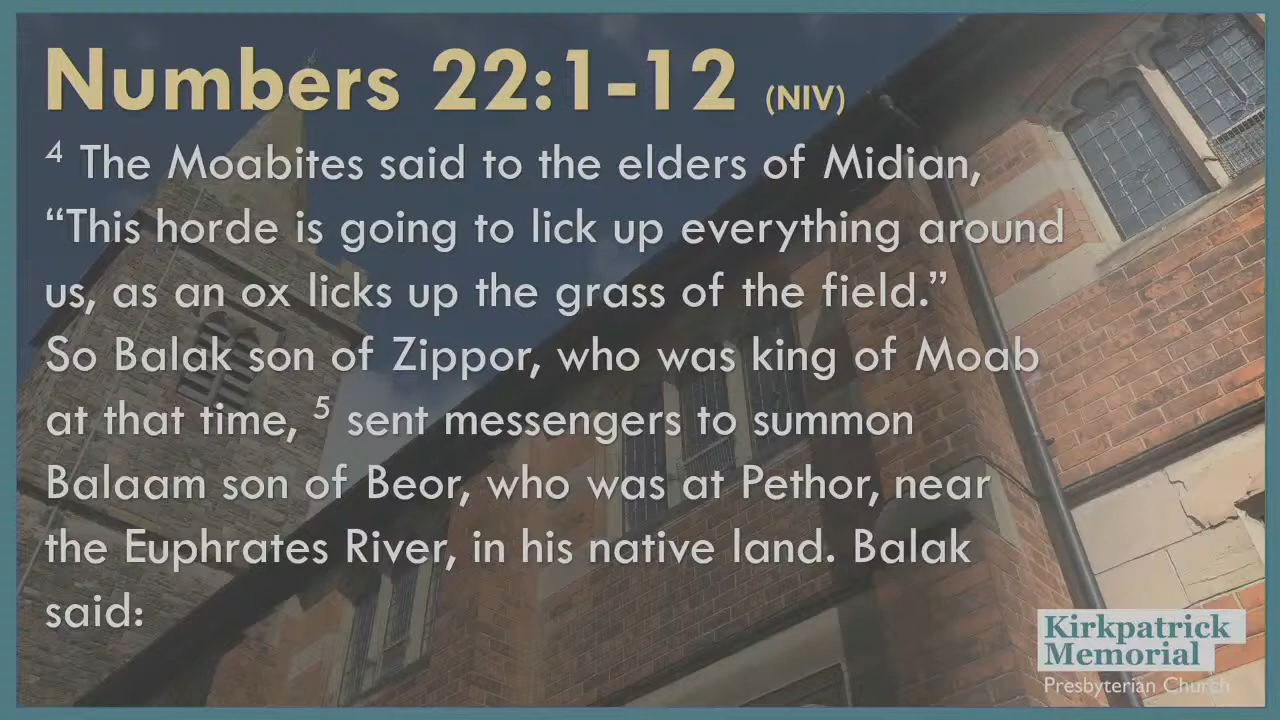 Numbers 22:1-12 (NIV)
4 The Moabites said to the elders of Midian,
“This horde is going to lick up everything around
us, as an ox licks up the grass of the field.”
So Balak son of Zippor, who was king of Moab
at that time, 5 sent messengers to summon
Balaam son of Beor, who was at Pethor, near
the Euphrates River, in his native land. Balak
said:
Kirkpatrick
Memorial
Presbyterian Church